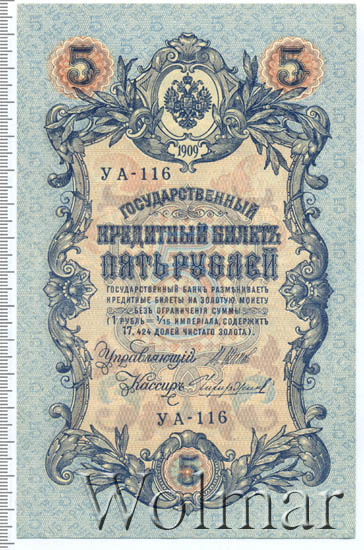 5 5
1909
УА-116
ГОСУДАРСТВЕННЫЙ
КРЕДИТНЫЙ БИЛЕТЪ
ПЯТЬ РУБЛЕЙ
ГОСУДАРСТВЕННЫЙ БАНКЪ РАЗМѢНИВАЕТЪ
КРЕДИТНЫЕ БИЛЕТЫ НА ЗОЛОТУЮ МОНЕТУ
БЕЗЪ ОГРАНИЧЕНІЯ СУММЫ
(1 РУБЛЬ = 1/15 ИМПЕРІАЛА, СОДЕРЖИТЪ
17,424 ДОЛЕЙ ЧИСТАГО ЗОЛОТА).
Управляющій
Кассиръ
УА-116
5
Wolmar